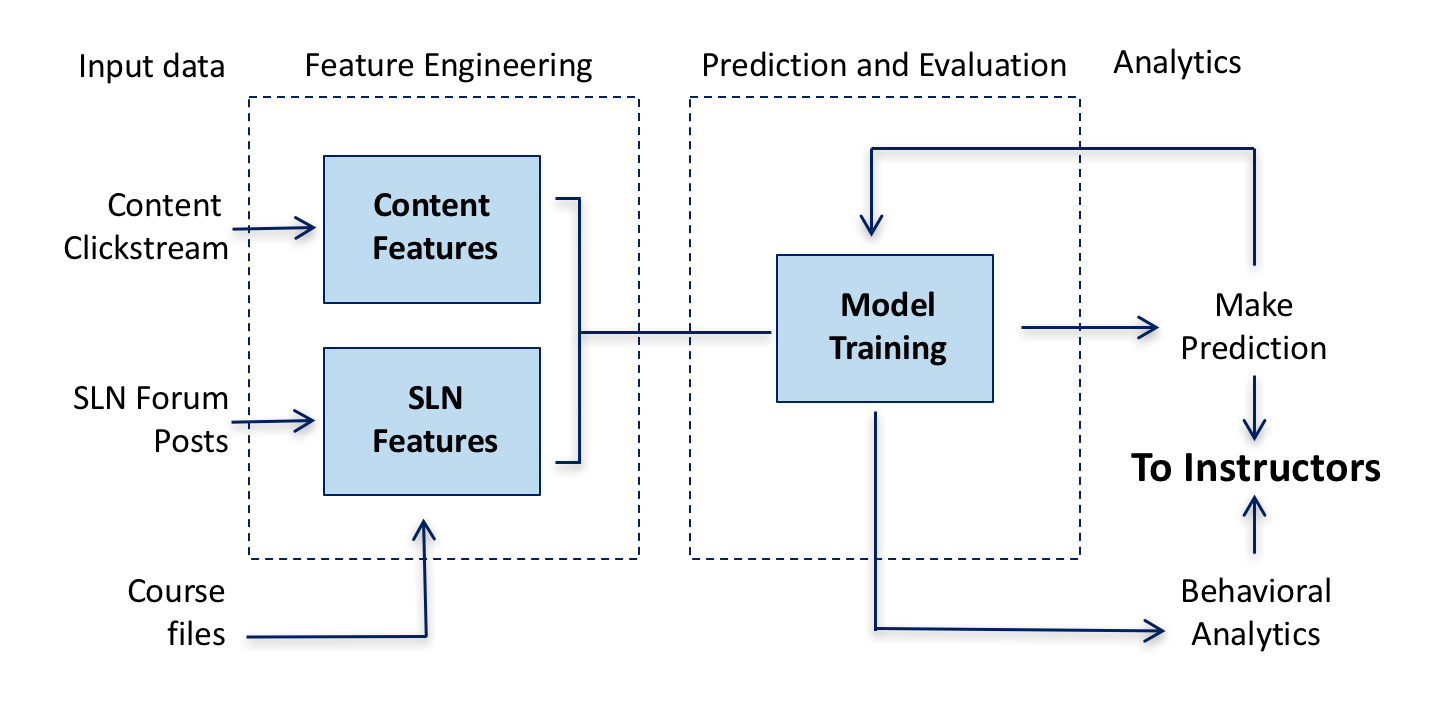 Input data
Feature Engineering
Prediction and Evaluation
Analytics
Content
Clickstream
Content
Features
SLN Forum
Posts
SLN
Features
Course
files
Model
Training
Make
Prediction
To Instructors
Behavioral
Analytics